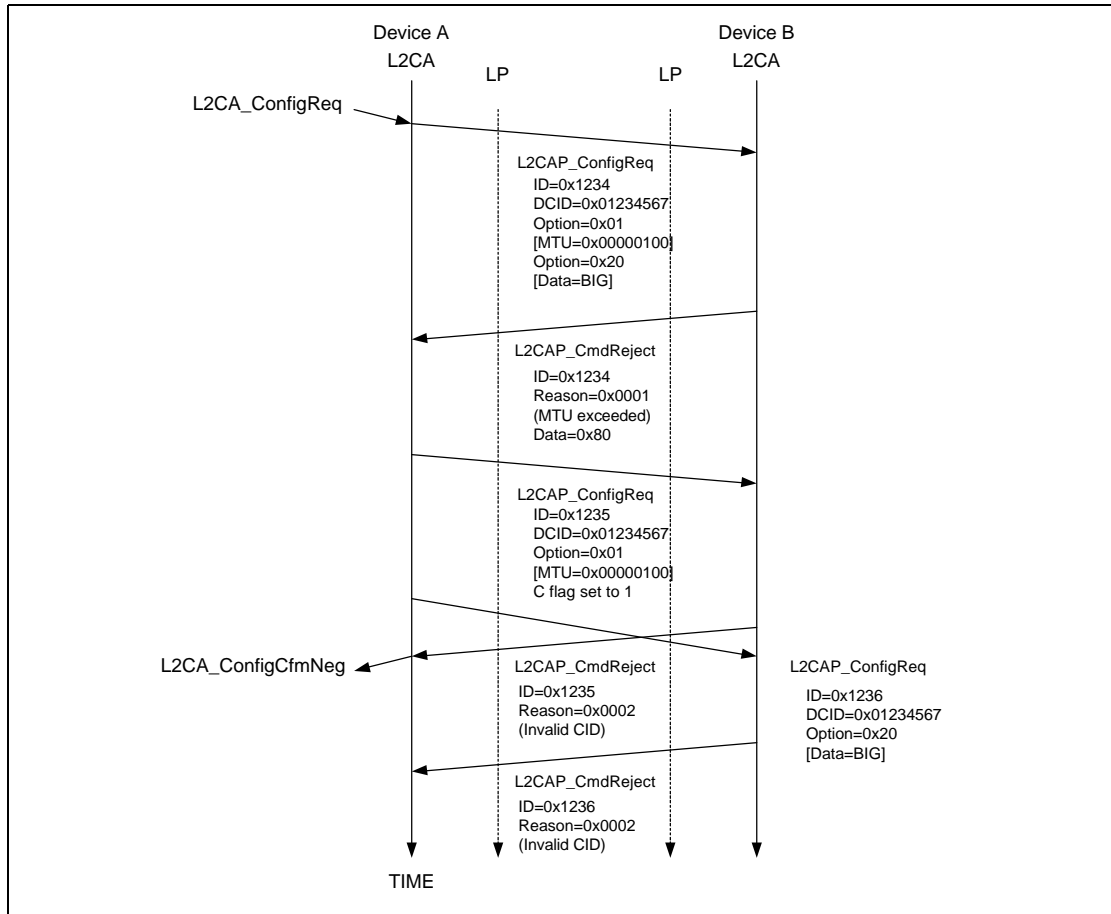 Device A
Device B
L2CA
LP
LP
L2CA
L2CA_ConfigReq
L2CAP_ConfigReq
ID=0x1234
DCID=0x01234567
Option=0x01
[MTU=0x00000100]
Option=0x20
[Data=BIG]
L2CAP_CmdReject
ID=0x1234
Reason=0x0001
(MTU exceeded)
Data=0x80
L2CAP_ConfigReq
ID=0x1235
DCID=0x01234567
Option=0x01
[MTU=0x00000100]
C flag set to 1
L2CA_ConfigCfmNeg
L2CAP_CmdReject
ID=0x1235
Reason=0x0002
(Invalid CID)
L2CAP_ConfigReq
ID=0x1236
DCID=0x01234567
Option=0x20
[Data=BIG]
L2CAP_CmdReject
ID=0x1236
Reason=0x0002
(Invalid CID)
TIME